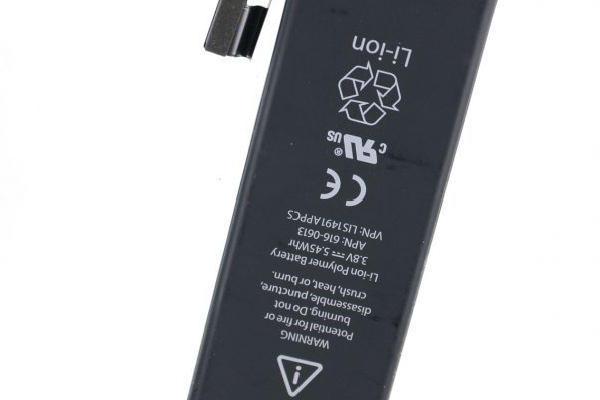 WARNING
Potential for fire or
burning. Do not
disassemble, puncture,
crush, heat, or burn.
Li-ion Polymer Battery
3.8V ⎓ 5.45Whr
APN: 616-0613
VPN: LIS1491APPCS
CE
c UL US ®
Li-ion